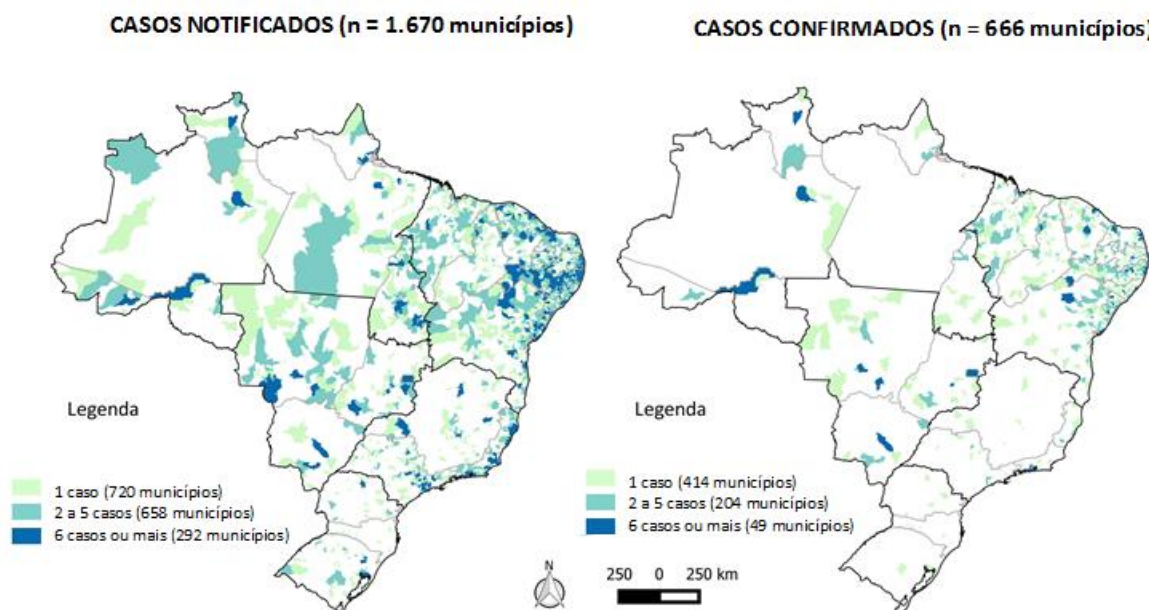 CASOS NOTIFICADOS (n = 1.670 municípios)
CASOS CONFIRMADOS (n = 666 municípios)
Legenda
1 caso (720 municípios)
2 a 5 casos (658 municípios)
6 casos ou mais (292 municípios)
Legenda
1 caso (414 municípios)
2 a 5 casos (204 municípios)
6 casos ou mais (49 municípios)
N
250 0 250 km